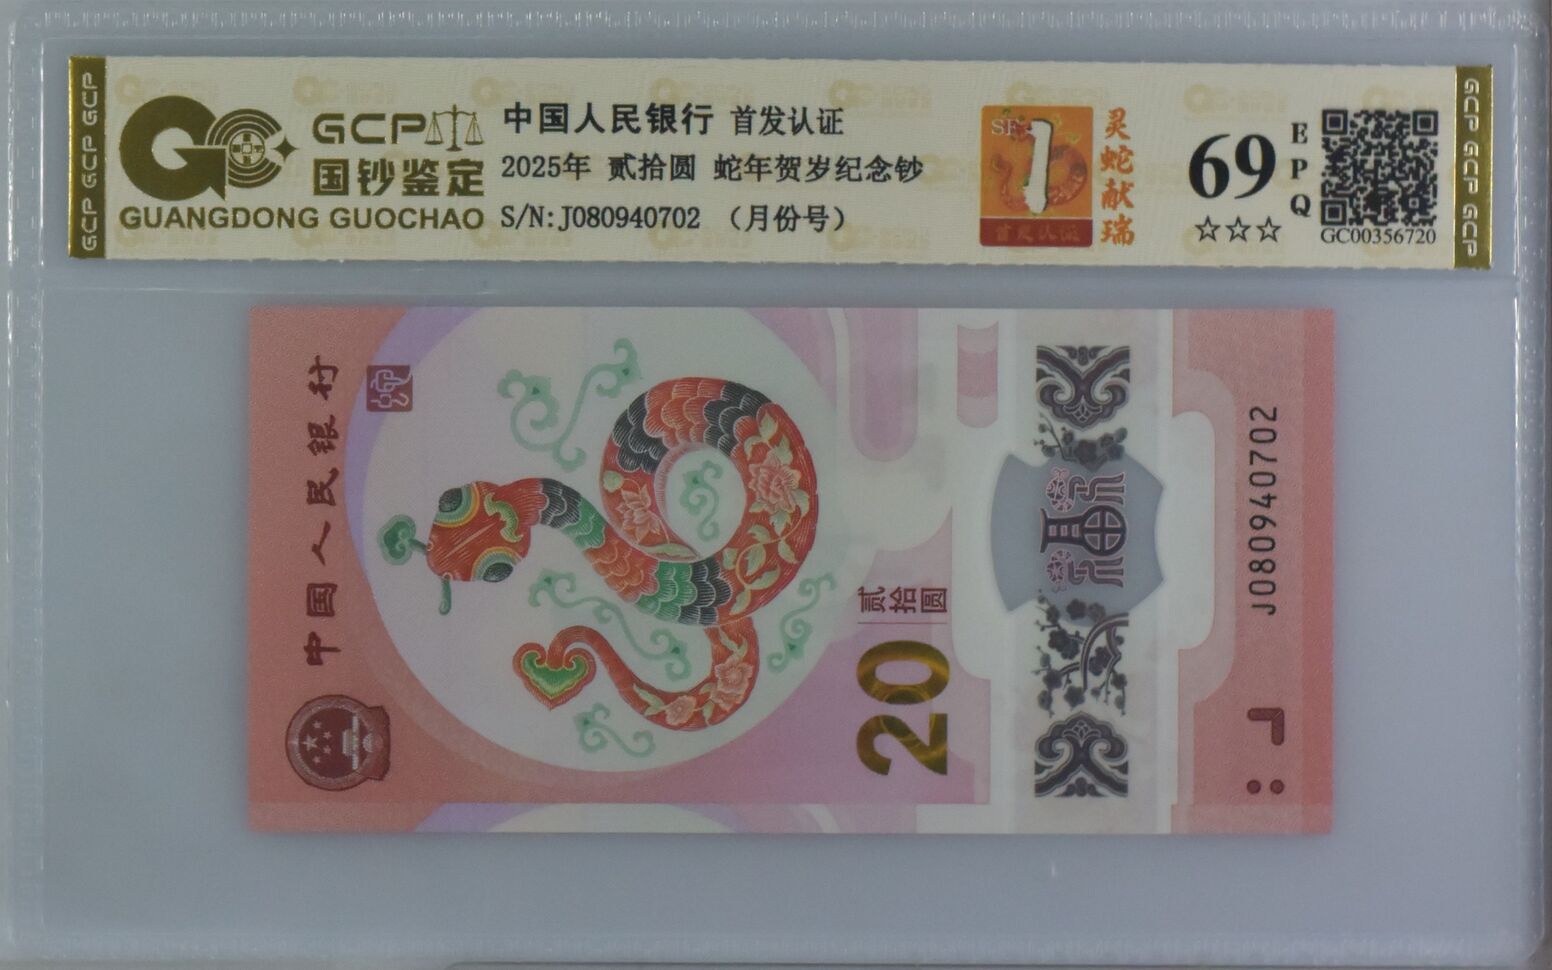 GCP GCP GCP
GCP
国钞鉴定
GUANGDONG GUOCHAO
中国人民银行 首发认证
2025年 贰拾圆 蛇年贺岁纪念钞
S/N:J080940702 （月份号）
1
首发认证
灵蛇献瑞
69
EPQ
☆☆☆
GC00356720
GCP GCP GCP
中国人民银行
贰拾圆
20
福
J080940702